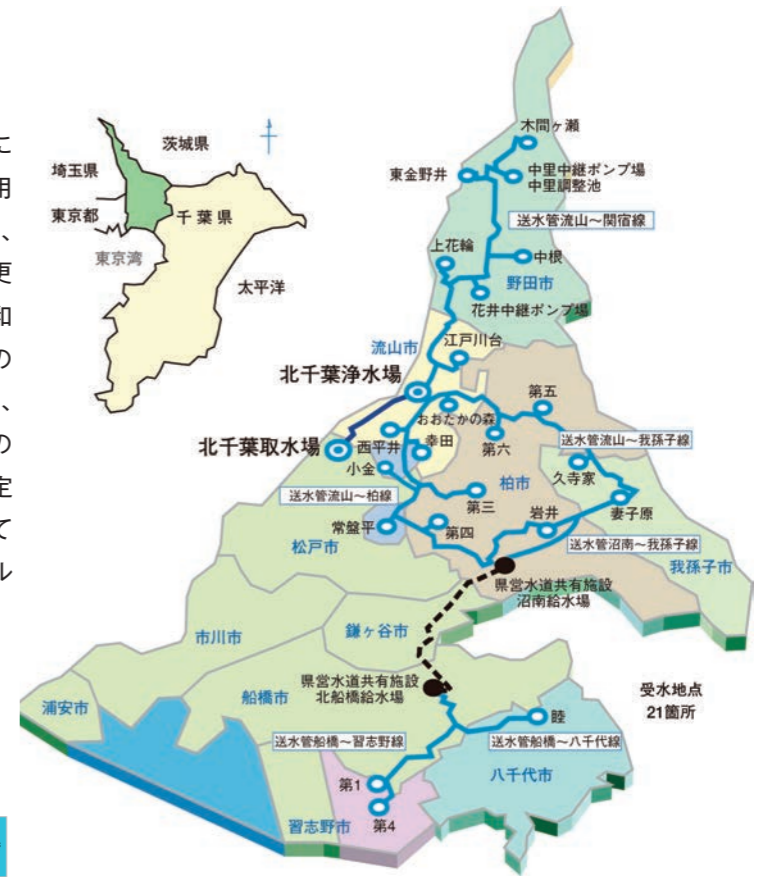 に
用
、
更
和
の
、
の
定
て
ル
茨城県
埼玉県
東京都
千葉県
東京湾
太平洋
木間ヶ瀬
東金野井
中里中継ポンプ場
中里調整池
送水管流山〜関宿線
上花輪
中根
野田市
花井中継ポンプ場
流山市
江戸川台
北千葉浄水場
第五
おおたかの森
北千葉取水場
西平井
幸田
第六
送水管流山〜我孫子線
小金
柏市
久寺家
送水管流山〜柏線
第三
妻子原
岩井
常盤平
第四
送水管沼南〜我孫子線
松戸市
我孫子市
県営水道共有施設
沼南給水場
市川市
鎌ヶ谷市
県営水道共有施設
北船橋給水場
船橋市
浦安市
受水地点
21箇所
睦
送水管船橋〜習志野線
送水管船橋〜八千代線
八千代市
第1
第4
習志野市